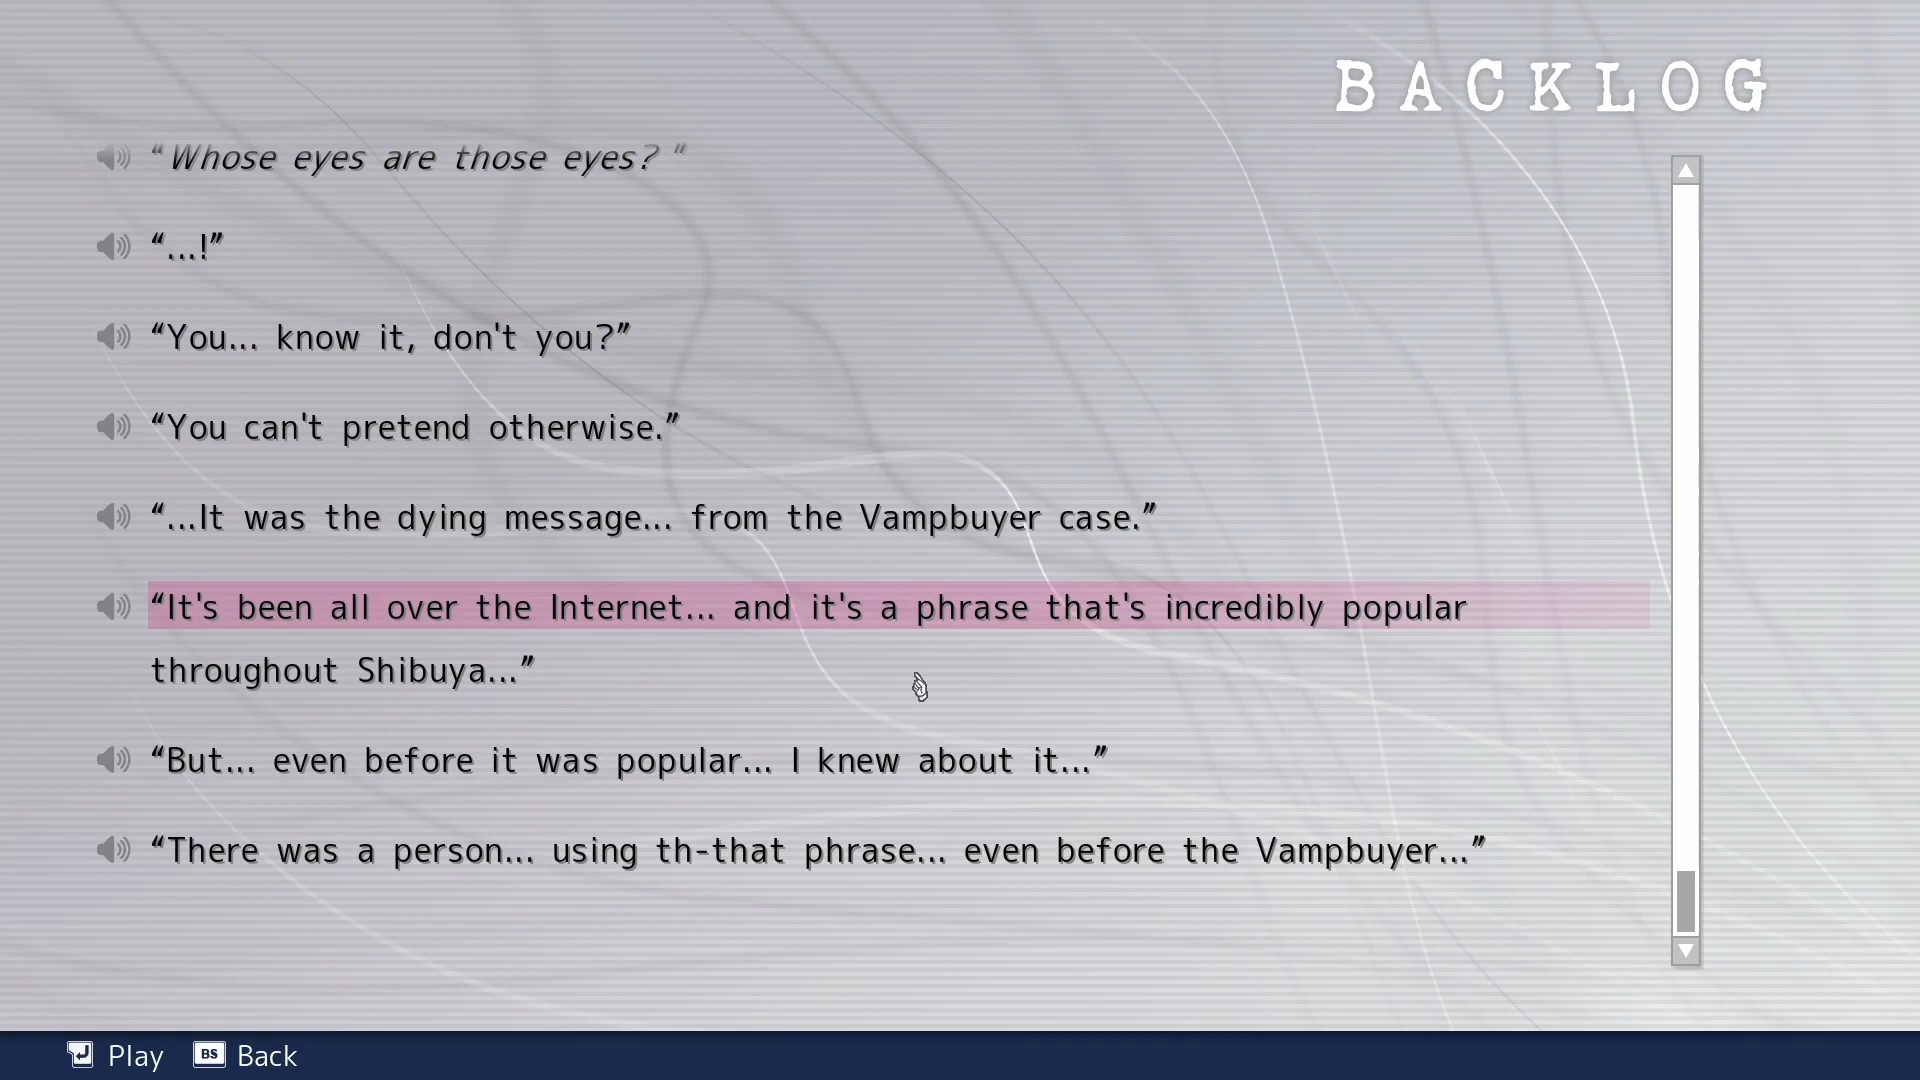 BACKLOG
“Whose eyes are those eyes? ”
“...!”
“You... know it, don't you?”
“You can't pretend otherwise.”
“...It was the dying message... from the Vampbuyer case.”
“It's been all over the Internet... and it's a phrase that's incredibly popular
throughout Shibuya...”
“But... even before it was popular... I knew about it...”
“There was a person... using th-that phrase... even before the Vampbuyer...”
Play BS Back